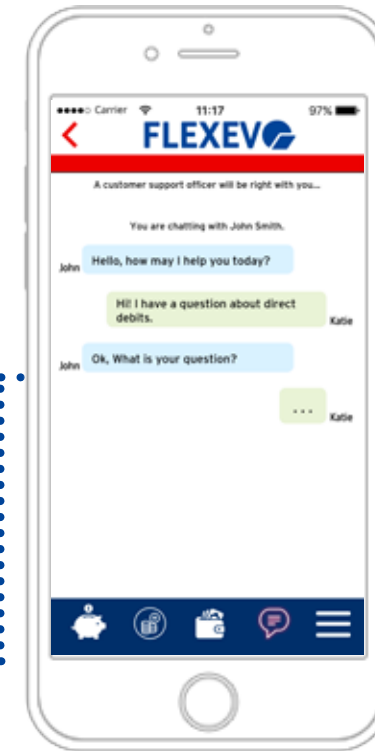 Carrier 11:17 97%
FLEXEVO
A customer support officer will be right with you...
You are chatting with John Smith.
Hello, how may I help you today?
John
Hi! I have a question about direct
debits.
Katie
Ok, What is your question?
John
...
Katie